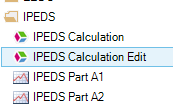 IPEDS
IPEDS Calculation
IPEDS Calculation Edit
IPEDS Part A1
IPEDS Part A2